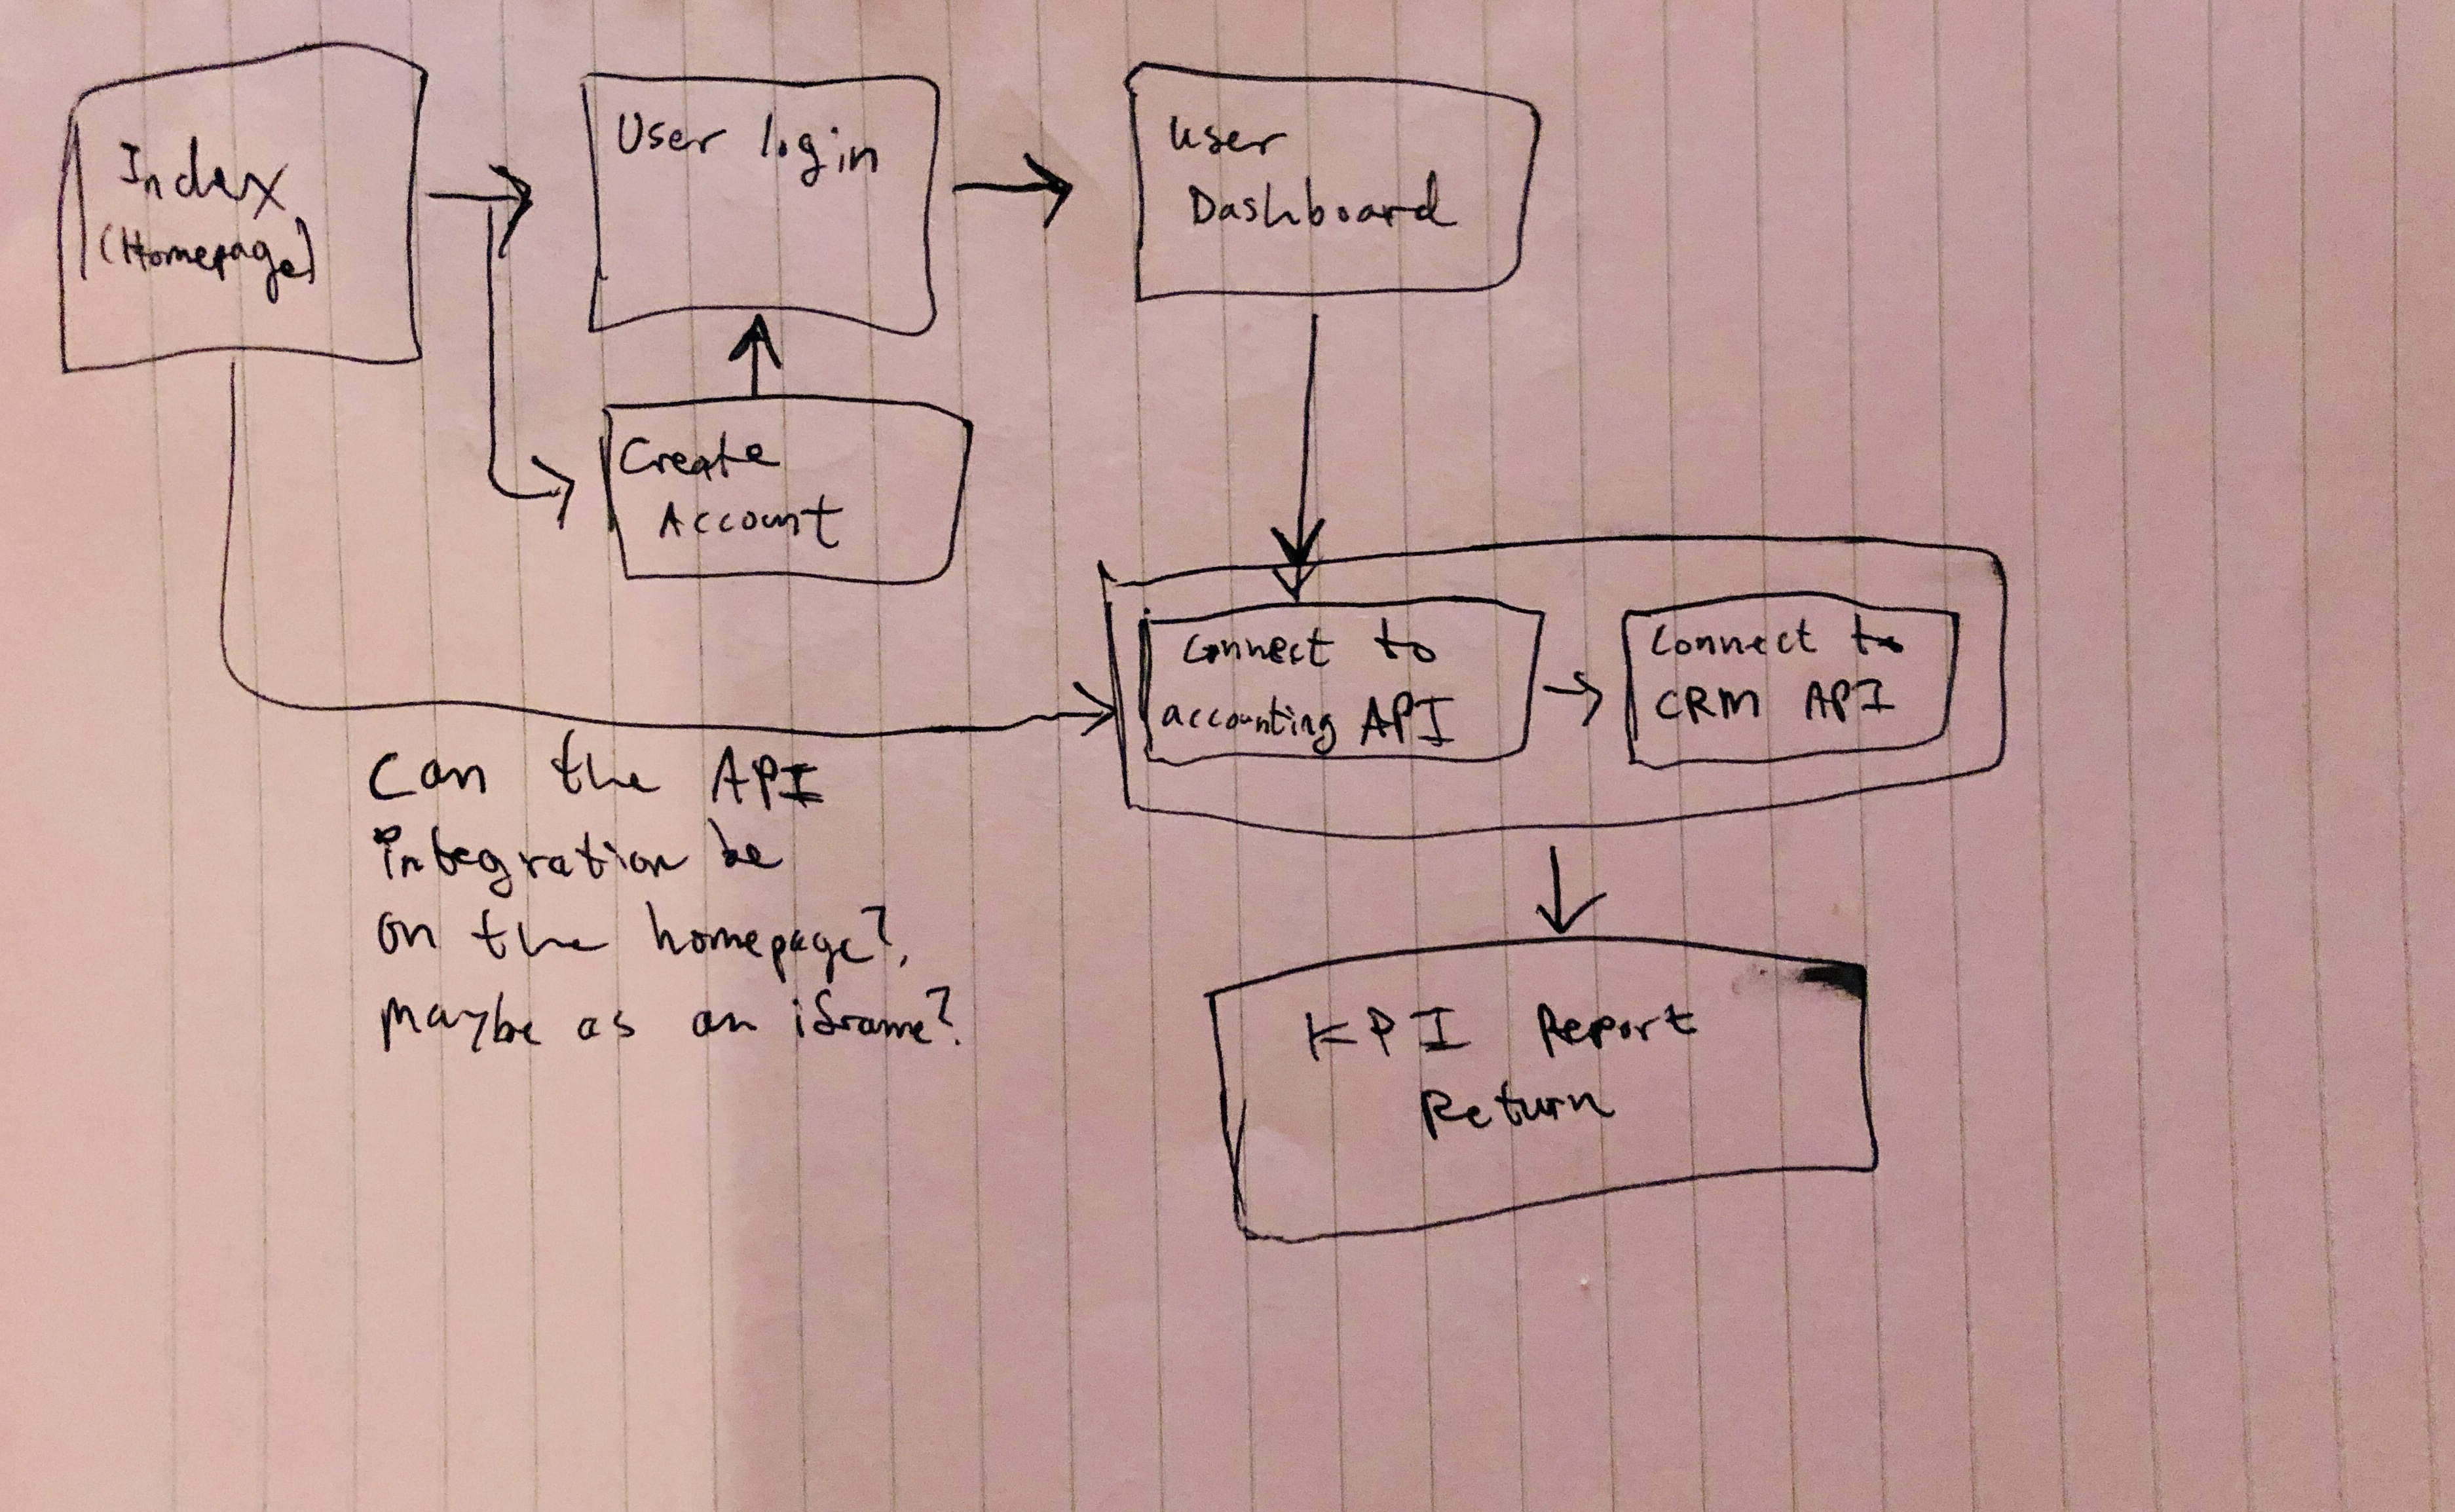 Index
(Homepage)
User login
User
Dashboard
Create
Account
Connect to
accounting API
Connect to
CRM API
Can the API
integration be
on the homepage?
Maybe as an iframe?
KPI Report
Return